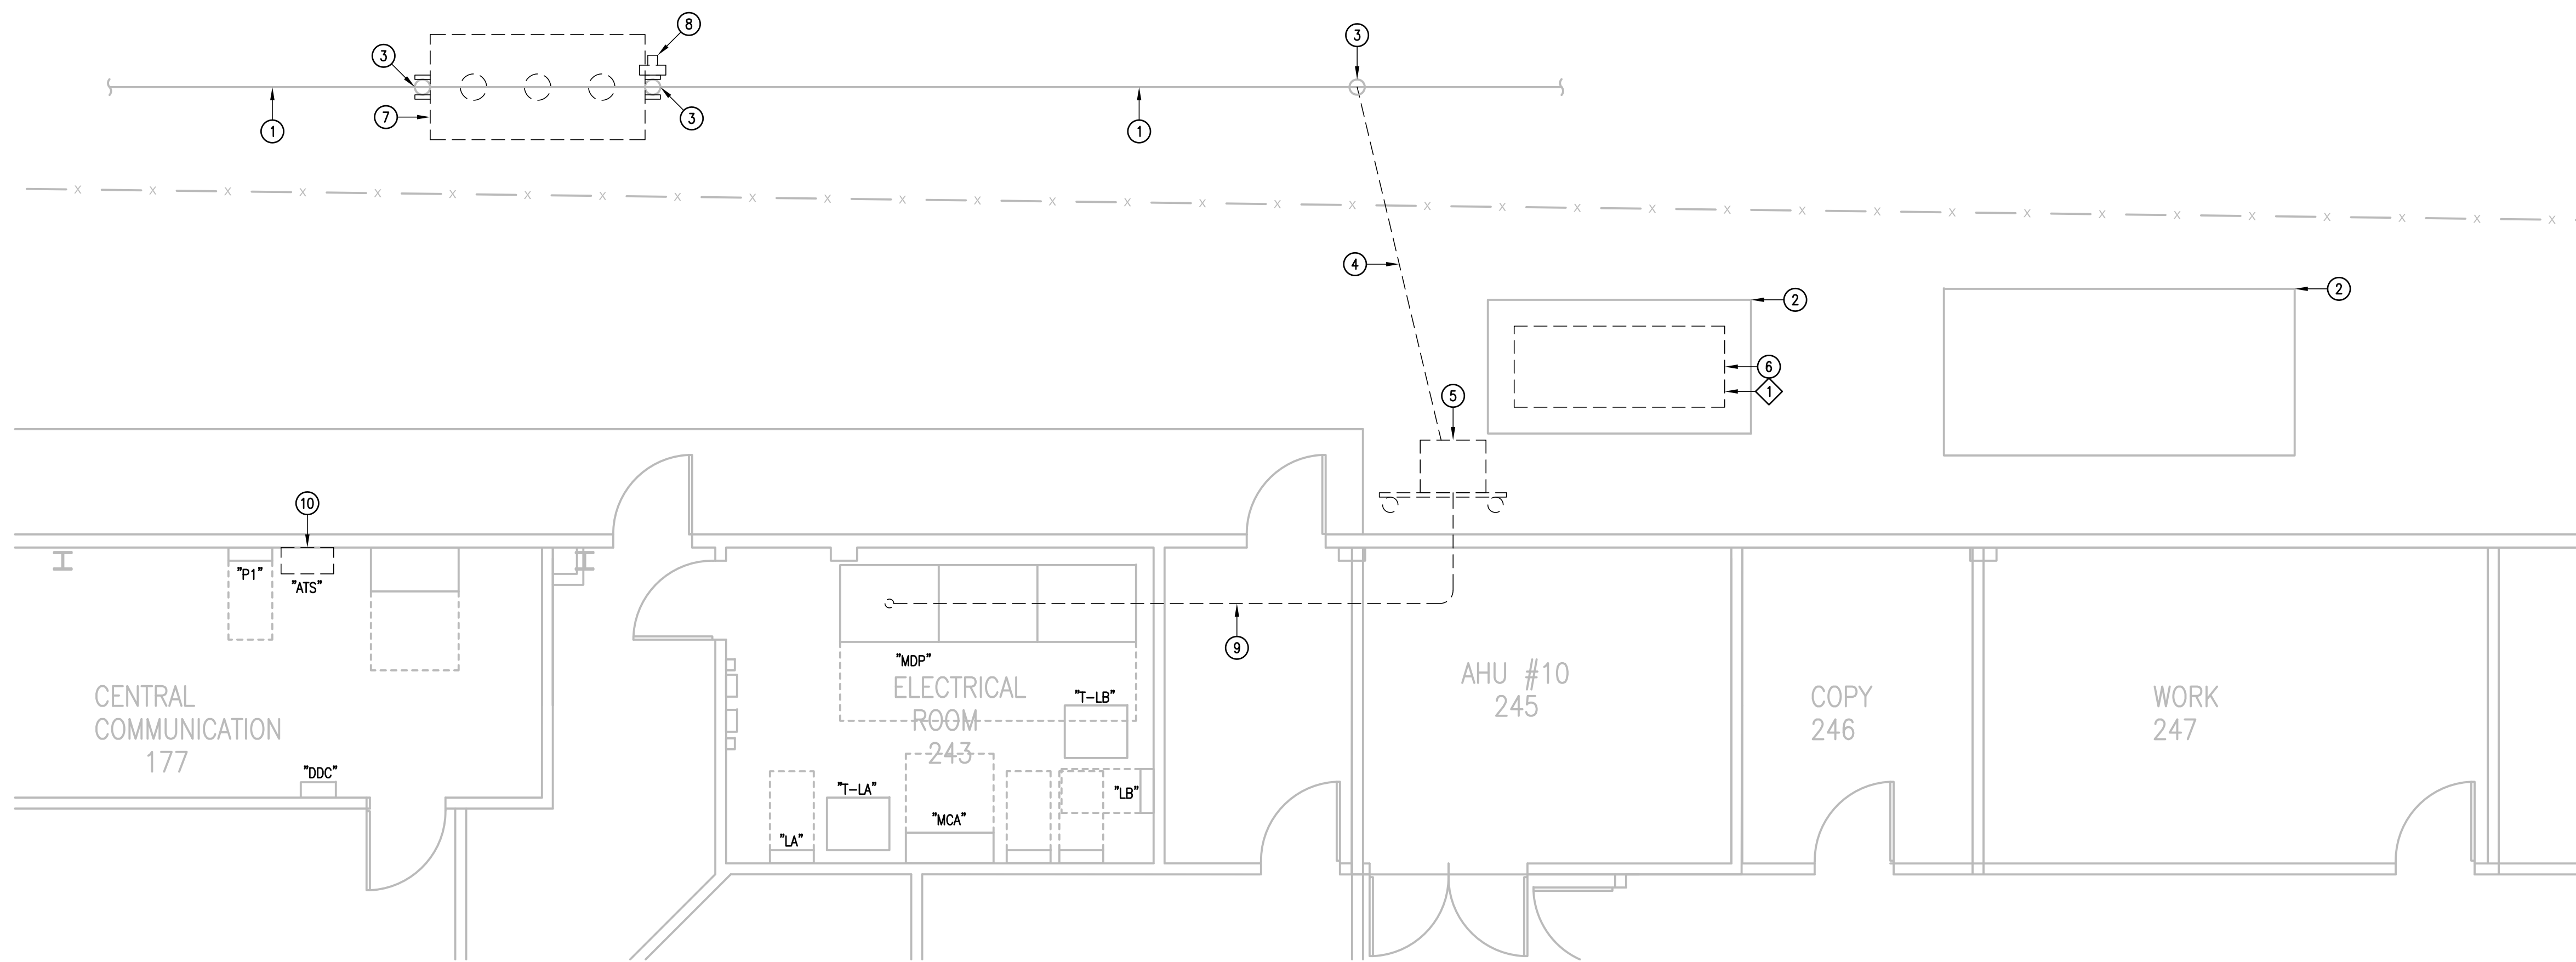 8
3
3
7
3
1
1
X X X X X X X X X X X X X X X X X X X X X X X X X X X X X X X X X X
4
2
2
6
1
5
10
"P1"
"ATS"
9
"MDP"
ELECTRICAL
ROOM
243
"T-LB"
AHU #10
245
CENTRAL
COMMUNICATION
177
COPY
246
WORK
247
"DDC"
"T-LA"
"LB"
"MCA"
"LA"